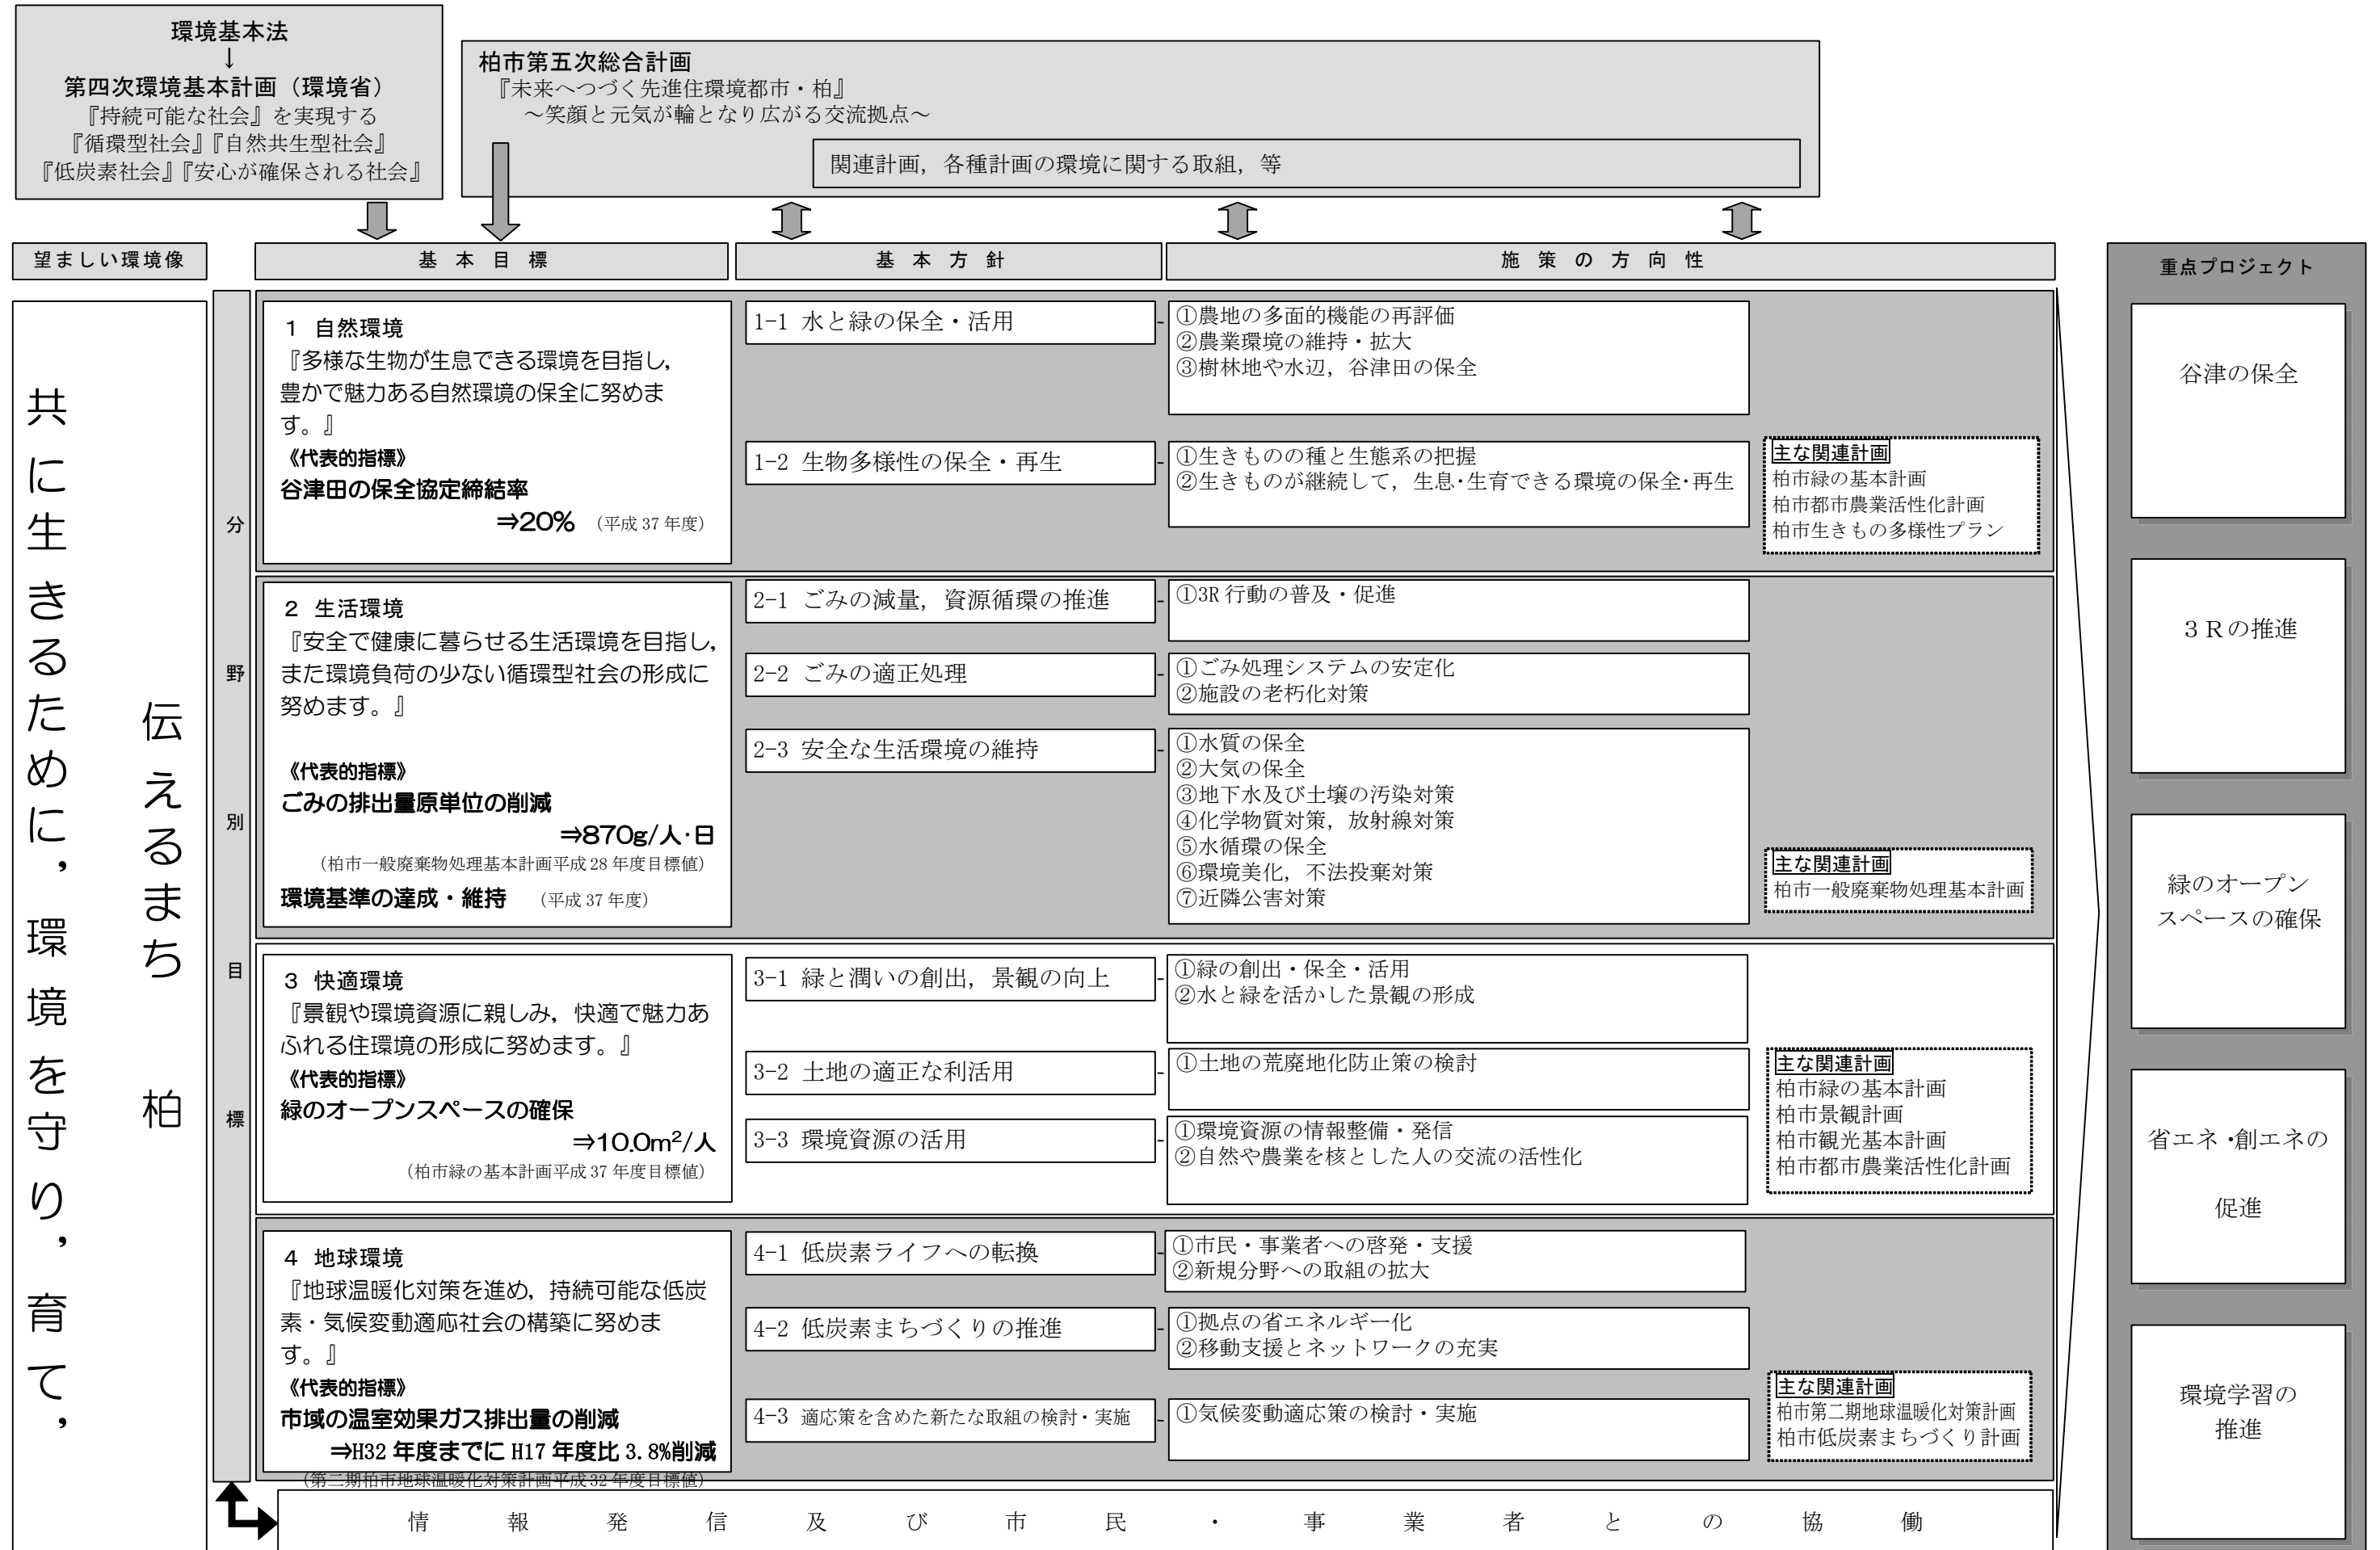 環境基本法
↓
第四次環境基本計画（環境省）
『持続可能な社会』を実現する
『循環型社会』『自然共生型社会』
『低炭素社会』『安心が確保される社会』
柏市第五次総合計画
『未来へつづく先進住環境都市・柏』
～笑顔と元気が輪となり広がる交流拠点～
関連計画，各種計画の環境に関する取組，等
望ましい環境像
基本目標
基本方針
施策の方向性
重点プロジェクト
共に生きるために，環境を守り，育て，
伝えるまち 柏
分野別目標
1 自然環境
『多様な生物が生息できる環境を目指し，
豊かで魅力ある自然環境の保全に努めま
す。』
《代表的指標》
谷津田の保全協定締結率
⇒20% （平成37年度）
1-1 水と緑の保全・活用
①農地の多面的機能の再評価
②農業環境の維持・拡大
③樹林地や水辺，谷津田の保全
1-2 生物多様性の保全・再生
①生きものの種と生態系の把握
②生きものが継続して，生息・生育できる環境の保全・再生
主な関連計画
柏市緑の基本計画
柏市都市農業活性化計画
柏市生きもの多様性プラン
2 生活環境
『安全で健康に暮らせる生活環境を目指し，
また環境負荷の少ない循環型社会の形成に
努めます。』
《代表的指標》
ごみの排出量原単位の削減
⇒870g/人・日
（柏市一般廃棄物処理基本計画平成28年度目標値）
環境基準の達成・維持 （平成37年度）
2-1 ごみの減量，資源循環の推進
①3R行動の普及・促進
2-2 ごみの適正処理
①ごみ処理システムの安定化
②施設の老朽化対策
2-3 安全な生活環境の維持
①水質の保全
②大気の保全
③地下水及び土壌の汚染対策
④化学物質対策，放射線対策
⑤水循環の保全
⑥環境美化，不法投棄対策
⑦近隣公害対策
主な関連計画
柏市一般廃棄物処理基本計画
3 快適環境
『景観や環境資源に親しみ，快適で魅力あ
ふれる住環境の形成に努めます。』
《代表的指標》
緑のオープンスペースの確保
⇒10.0m²/人
（柏市緑の基本計画平成37年度目標値）
3-1 緑と潤いの創出，景観の向上
①緑の創出・保全・活用
②水と緑を活かした景観の形成
3-2 土地の適正な利活用
①土地の荒廃地化防止策の検討
3-3 環境資源の活用
①環境資源の情報整備・発信
②自然や農業を核とした人の交流の活性化
主な関連計画
柏市緑の基本計画
柏市景観計画
柏市観光基本計画
柏市都市農業活性化計画
4 地球環境
『地球温暖化対策を進め，持続可能な低炭
素・気候変動適応社会の構築に努めま
す。』
《代表的指標》
市域の温室効果ガス排出量の削減
⇒H32年度までにH17年度比3.8%削減
（第二期柏市地球温暖化対策計画平成32年度目標値）
4-1 低炭素ライフへの転換
①市民・事業者への啓発・支援
②新規分野への取組の拡大
4-2 低炭素まちづくりの推進
①拠点の省エネルギー化
②移動支援とネットワークの充実
4-3 適応策を含めた新たな取組の検討・実施
①気候変動適応策の検討・実施
主な関連計画
柏市第二期地球温暖化対策計画
柏市低炭素まちづくり計画
情報発信及び市民・事業者との協働
谷津の保全
３Ｒの推進
緑のオープン
スペースの確保
省エネ・創エネの
促進
環境学習の
推進